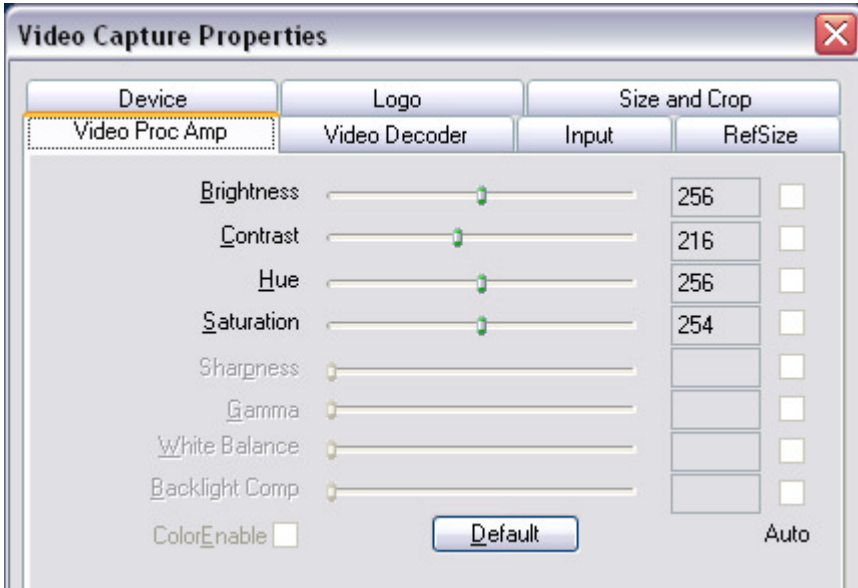 Video Capture Properties
Device Logo Size and Crop
Video Proc Amp Video Decoder Input RefSize
Brightness 256
Contrast 216
Hue 256
Saturation 254
Sharpness
Gamma
White Balance
Backlight Comp
ColorEnable Default Auto